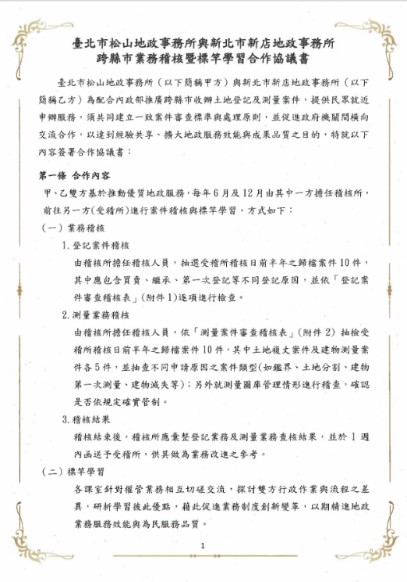 臺北市松山地政事務所與新北市新店地政事務所
跨縣市業務稽核暨標竿學習合作協議書
臺北市松山地政事務所(以下簡稱甲方)與新北市新店地政事務所(以下
簡稱乙方)為配合內政部推廣跨縣市收辦土地登記及測量案件,提供民眾就近
申辦服務,須共同建立一致案件審查標準與處理原則,並促進政府機關間橫向
交流合作,以達到經驗共享、擴大地政服務效能與成果品質之目的,特就以下
內容簽署合作協議書:
第一條 合作內容
甲、乙雙方基於推動優質地政服務,每年6月及12月由其中一方擔任稽核所,
前往另一方(受稽所)進行案件稽核與標竿學習,方式如下:
(一)業務稽核
1.登記案件稽核
由稽核所擔任稽核人員,抽選受稽所稽核日前半年之歸檔案件10件,
其中應包含買賣、繼承、第一次登記等不同登記原因,並依「登記案
件審查稽核表」(附件1)逐項進行檢查。
2.測量業務稽核
由稽核所擔任稽核人員,依「測量案件審查稽核表」(附件2)抽檢受
稽所稽核日前半年之歸檔案件10件,其中土地複丈案件及建物測量案
件各5件,並抽查不同申請原因之案件類型(如鑑界、土地分割、建物
第一次測量、建物滅失等);另外就測量圖庫管理情形進行稽查,確認
是否依規定確實管制。
3.稽核結果
稽核結束後,稽核所應彙整登記業務及測量業務查核結果,並於1週
內函送予受稽所,供其做為業務改進之參考。
(二)標竿學習
各課室針對權管業務相互切磋交流,探討雙方行政作業與流程之差
異,研析學習彼此優點,藉此促進業務制度創新變革,以期精進地政
業務服務效能與為民服務品質。
1